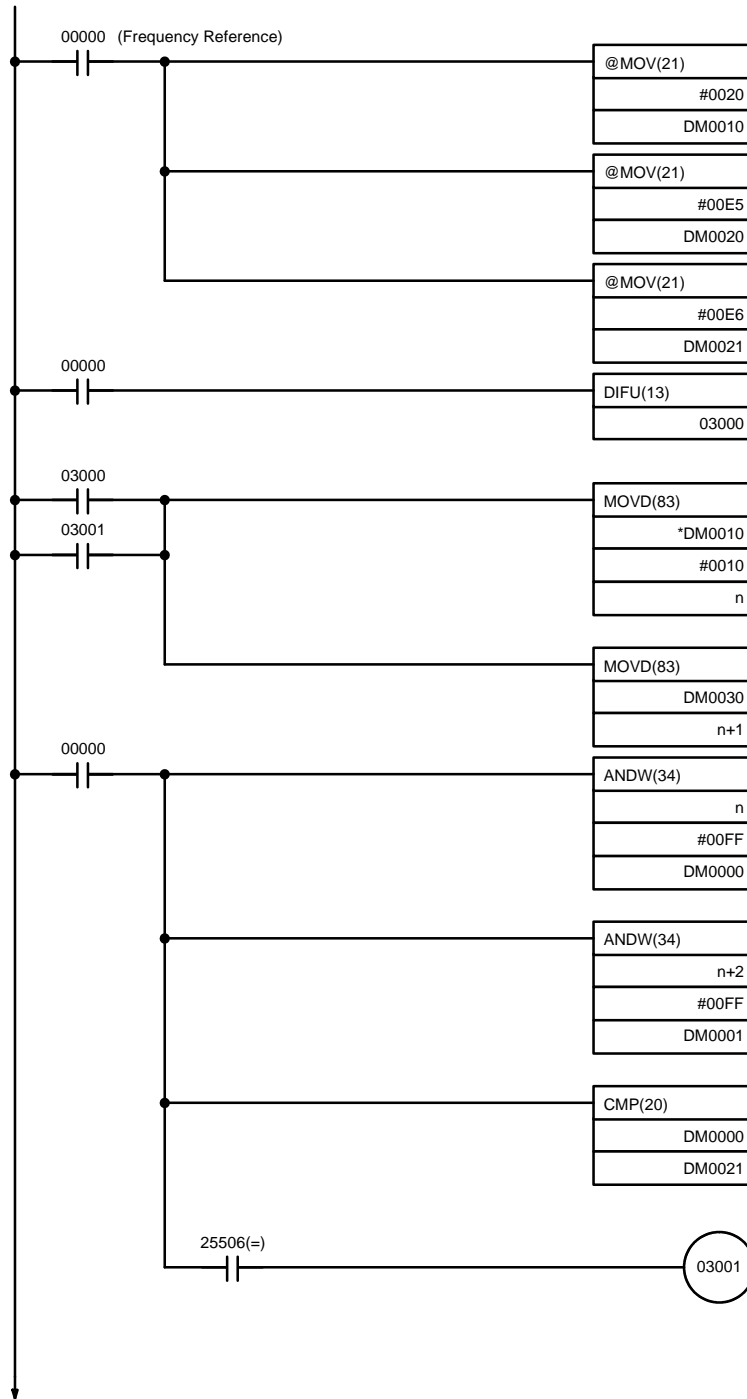 00000 (Frequency Reference)
@MOV(21)
#0020
DM0010
@MOV(21)
#00E5
DM0020
@MOV(21)
#00E6
DM0021
00000
DIFU(13)
03000
03000
MOVD(83)
*DM0010
#0010
n
03001
MOVD(83)
DM0030
n+1
00000
ANDW(34)
n
#00FF
DM0000
ANDW(34)
n+2
#00FF
DM0001
CMP(20)
DM0000
DM0021
25506(=)
03001